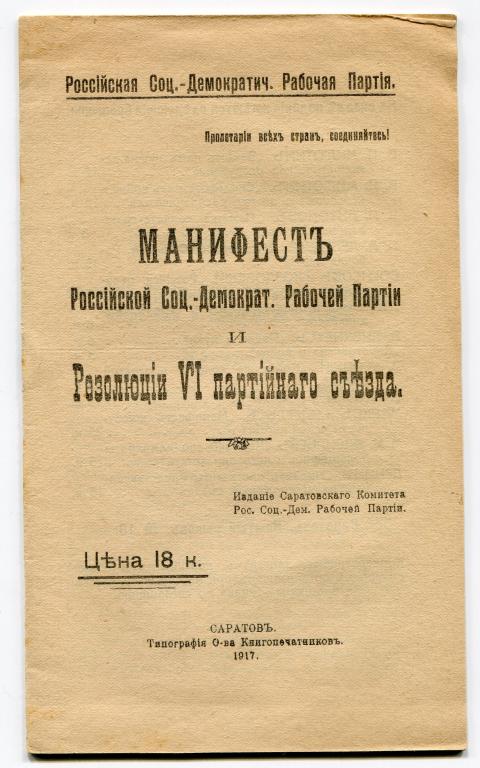 Россійская Соц.-Демократич. Рабочая Партія.
Пролетаріи всѣхъ странъ, соединяйтесь!
МАНИФЕСТЪ
Россійской Соц.-Демократ. Рабочей Партіи
И
Резолюціи VI партійнаго съѣзда.
Изданіе Саратовскаго Комитета
Рос. Соц.-Дем. Рабочей Партіи.
Цѣна 18 к.
САРАТОВЪ.
Типографія О-ва Книгопечатниковъ.
1917.